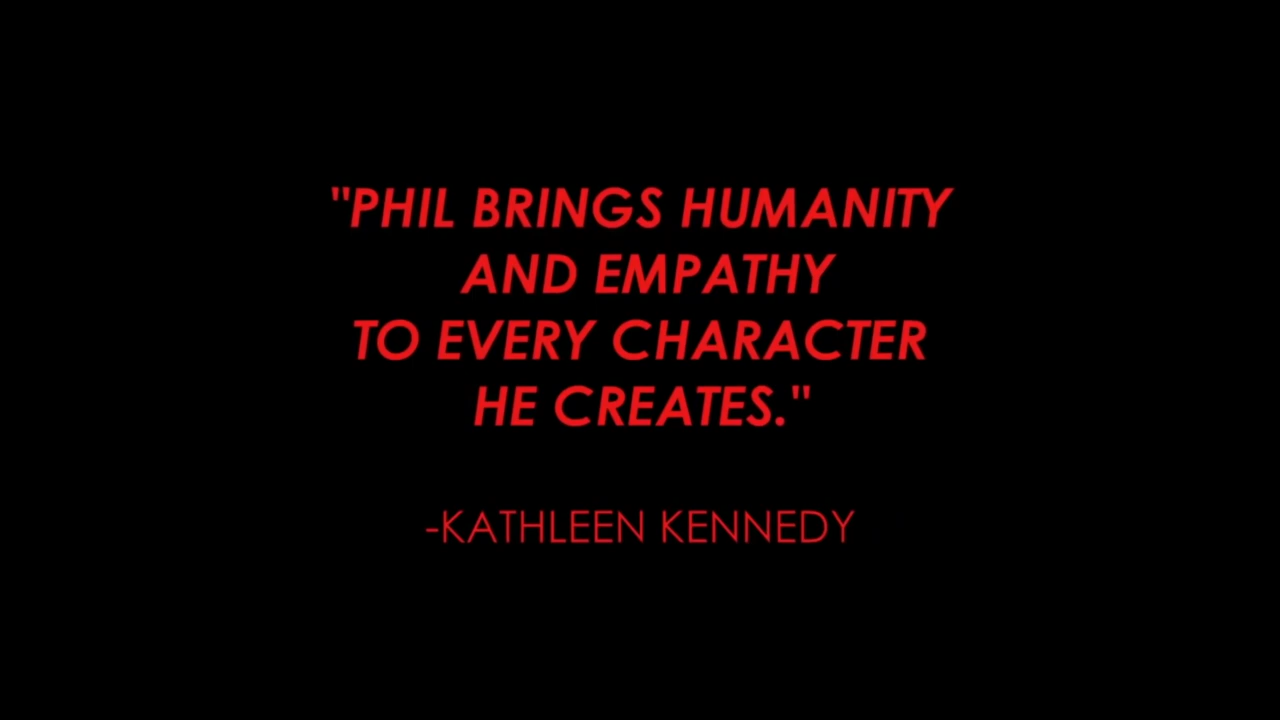 "PHIL BRINGS HUMANITY
AND EMPATHY
TO EVERY CHARACTER
HE CREATES."
-KATHLEEN KENNEDY